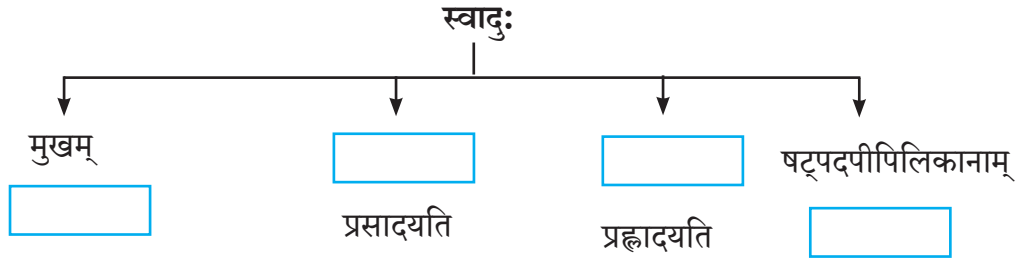 स्वादु:
मुखम्
षट्पदपीपिलिकानाम्
प्रसादयति
प्रह्लादयति